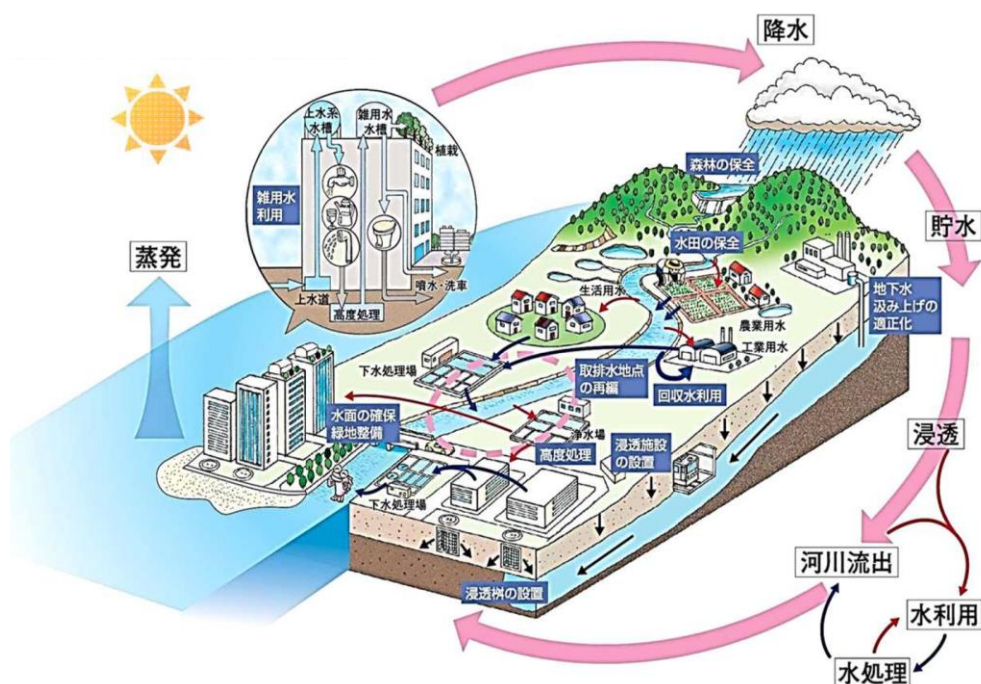 降水
上水系
水槽
雑用水
水槽
植栽
森林の保全
雑用水
利用
貯水
水田の保全
蒸発
生活用水
地下水
汲み上げの
適正化
上水道
噴水・洗車
高度処理
農業用水
工業用水
下水処理場
取排水地点
の再編
回収水利用
水面の確保
緑地整備
浄水場
浸透
高度処理
浸透施設
の設置
下水処理場
河川流出
浸透桝の設置
水利用
水処理